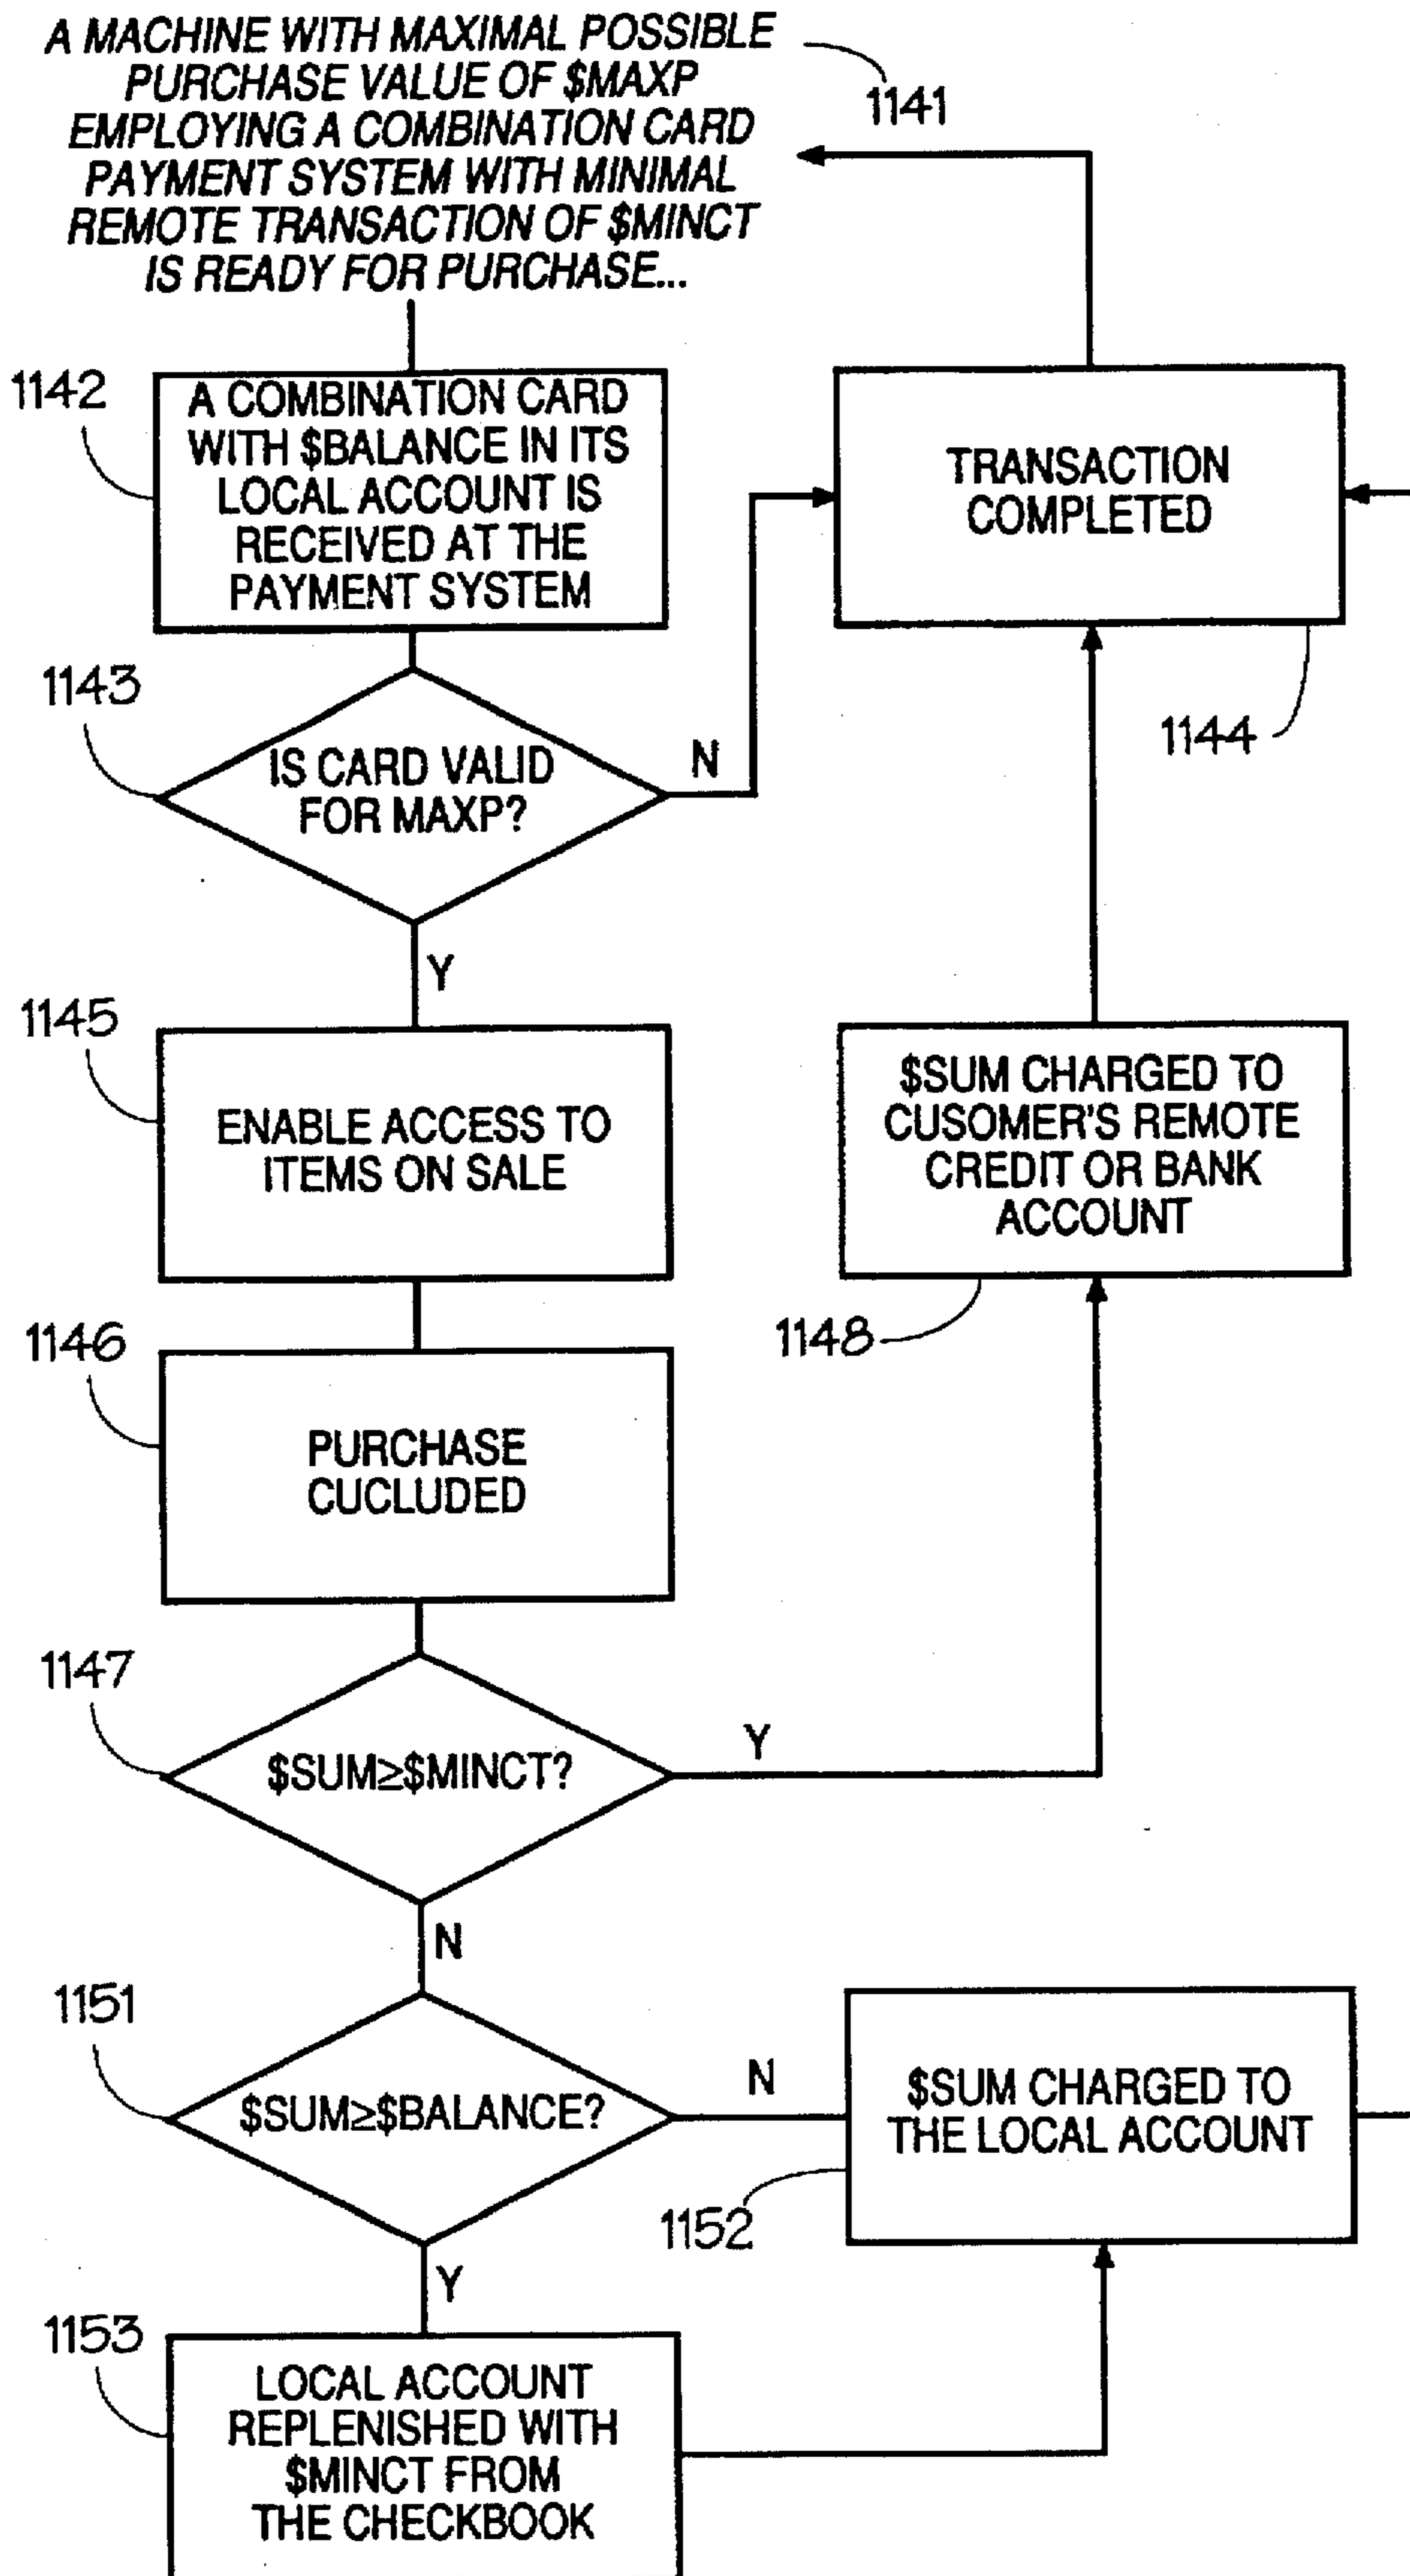 A MACHINE WITH MAXIMAL POSSIBLE
PURCHASE VALUE OF $MAXP
EMPLOYING A COMBINATION CARD
PAYMENT SYSTEM WITH MINIMAL
REMOTE TRANSACTION OF $MINCT
IS READY FOR PURCHASE...
1141
1142
A COMBINATION CARD
WITH $BALANCE IN ITS
LOCAL ACCOUNT IS
RECEIVED AT THE
PAYMENT SYSTEM
TRANSACTION
COMPLETED
1144
1143
IS CARD VALID
FOR MAXP?
N
Y
1145
ENABLE ACCESS TO
ITEMS ON SALE
$SUM CHARGED TO
CUSOMER'S REMOTE
CREDIT OR BANK
ACCOUNT
1148
1146
PURCHASE
CUCLUDED
1147
$SUM≥$MINCT?
Y
N
1151
$SUM≥$BALANCE?
N
$SUM CHARGED TO
THE LOCAL ACCOUNT
1152
Y
1153
LOCAL ACCOUNT
REPLENISHED WITH
$MINCT FROM
THE CHECKBOOK